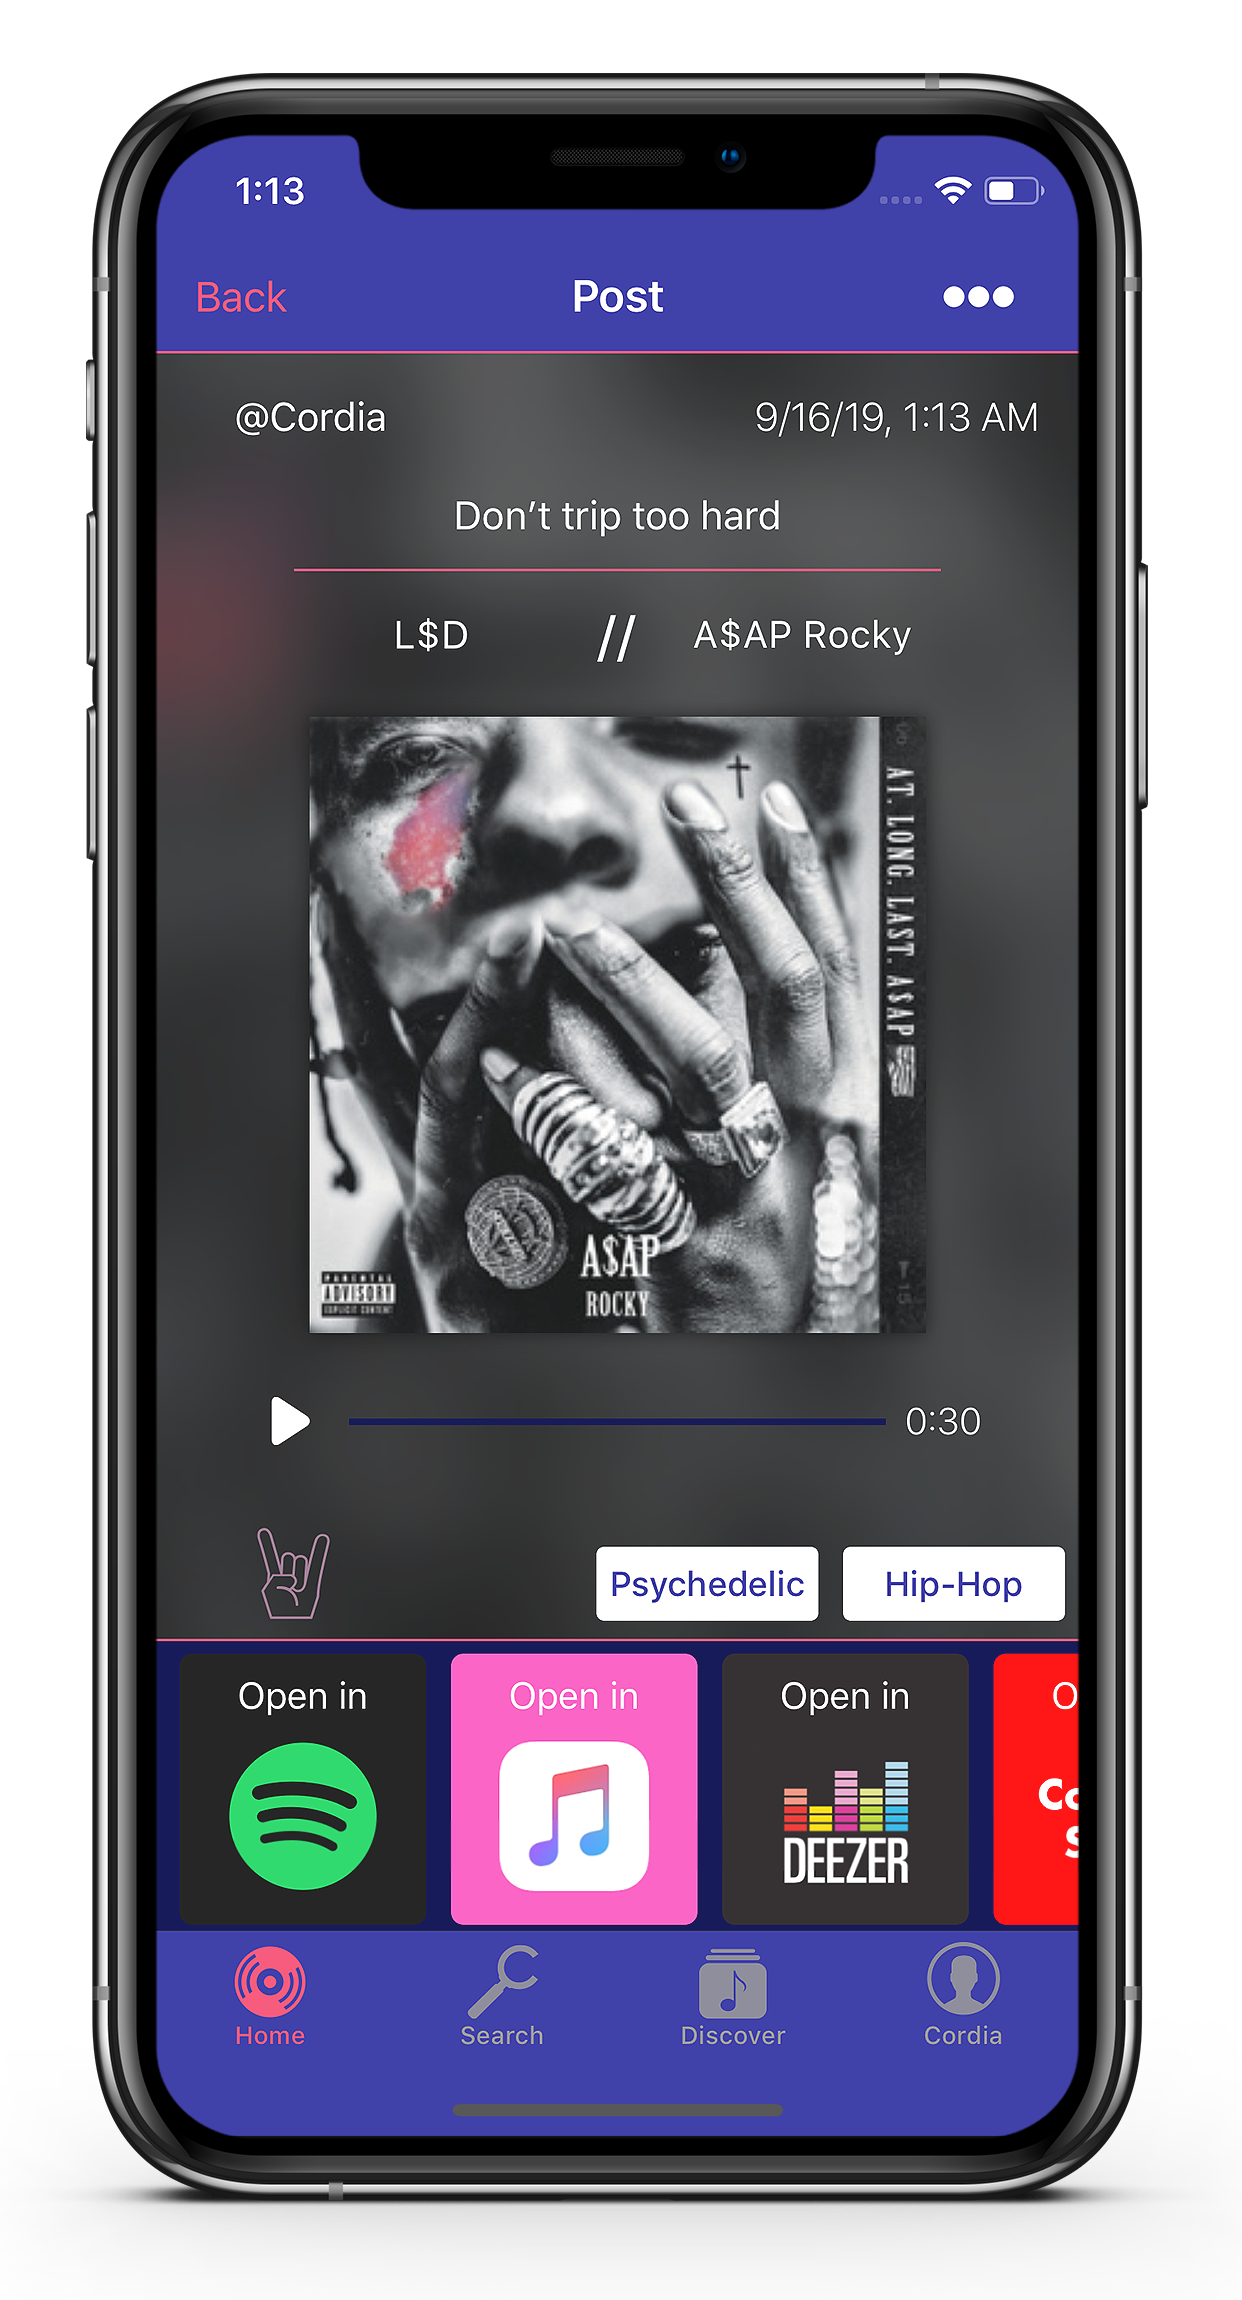 1:13
Back
Post
@Cordia
9/16/19, 1:13 AM
Don't trip too hard
L$D // A$AP Rocky
AT. LONG. LAST. A$AP
A$AP
ROCKY
PARENTAL
ADVISORY
EXPLICIT CONTENT
0:30
Psychedelic
Hip-Hop
Open in
Open in
Open in
DEEZER
Home
Search
Discover
Cordia